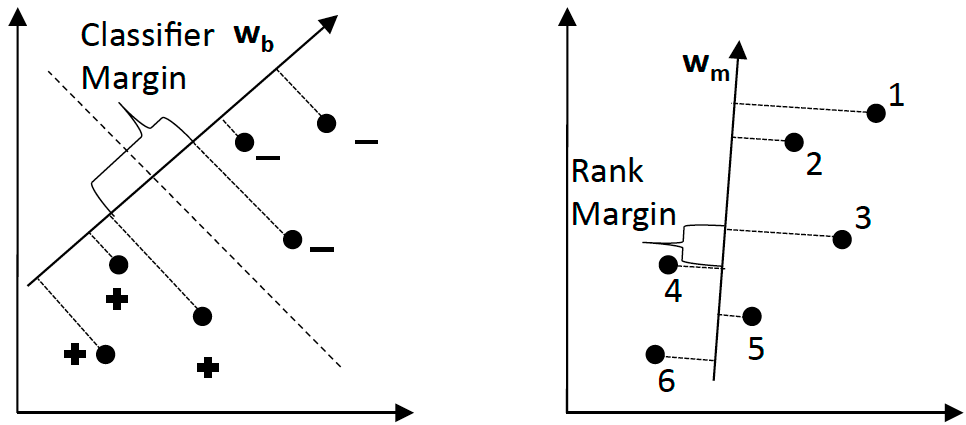 Classifier
Margin
w_b
−
−
−
+
+
+
w_m
1
2
Rank
Margin
3
4
5
6